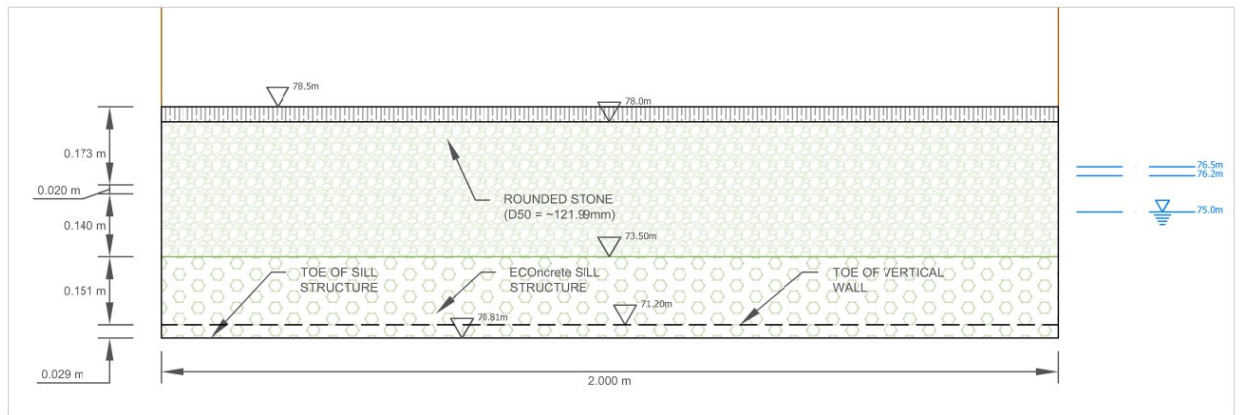 78.5m
78.0m
0.173 m
76.5m
76.2m
0.020 m
ROUNDED STONE
(D50 = ~121.99mm)
0.140 m
75.0m
73.50m
TOE OF SILL
STRUCTURE
ECOncrete SILL
STRUCTURE
TOE OF VERTICAL
WALL
0.151 m
71.20m
70.81m
0.029 m
2.000 m